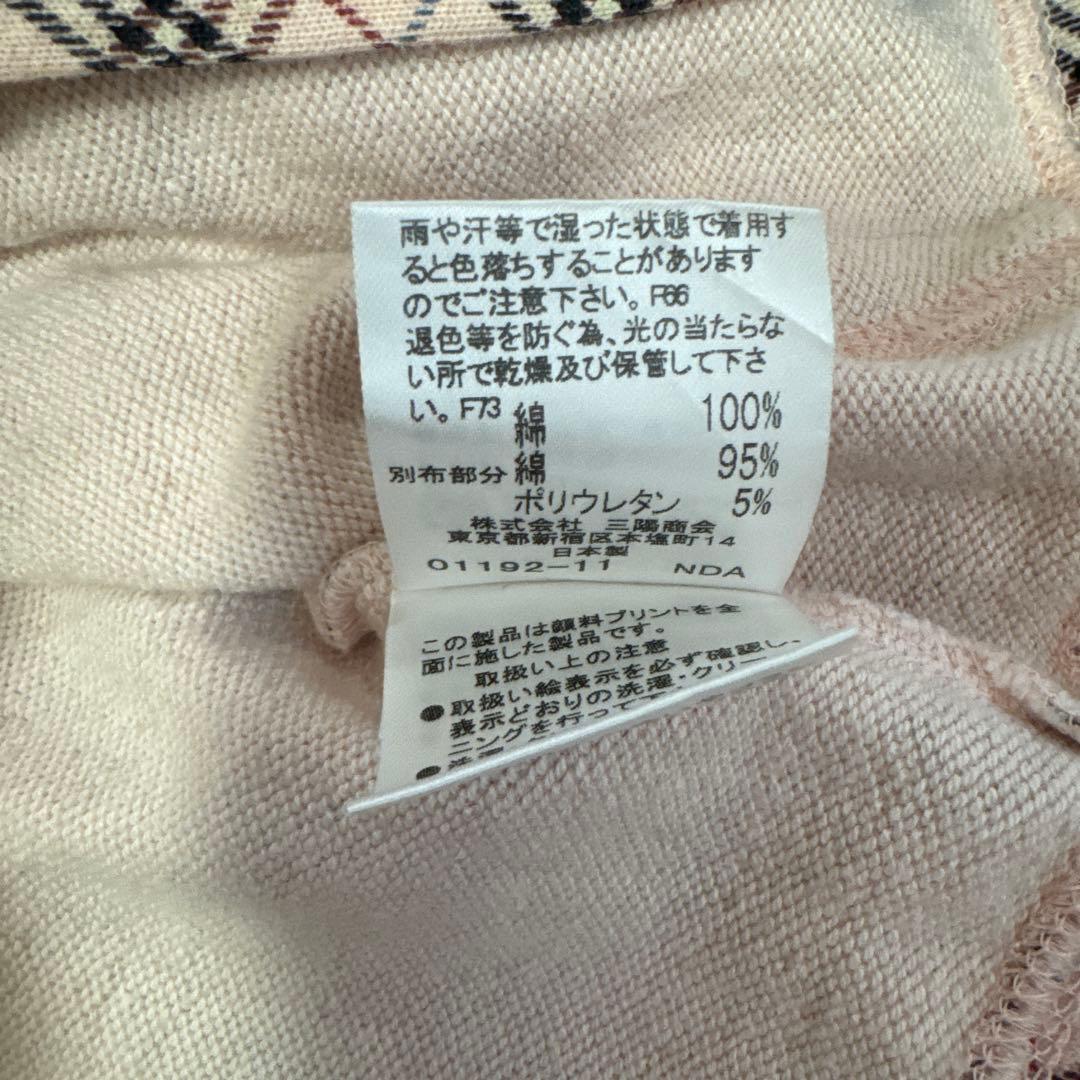 雨や汗等で湿った状態で着用す
ると色落ちすることがあります
のでご注意下さい。F66
退色等を防ぐ為、光の当たらな
い所で乾燥及び保管して下さ
い。F73 綿 100%
別布部分 綿 95%
ポリウレタン 5%
株式会社 三陽商会
東京都新宿区本塩町14
日本製
01192-11 NDA
この製品は顔料プリントを全
面に施した製品です。
取扱い上の注意
●取扱い絵表示を必ず確認し、
表示どおりの洗濯・クリー
ニングを行って
●